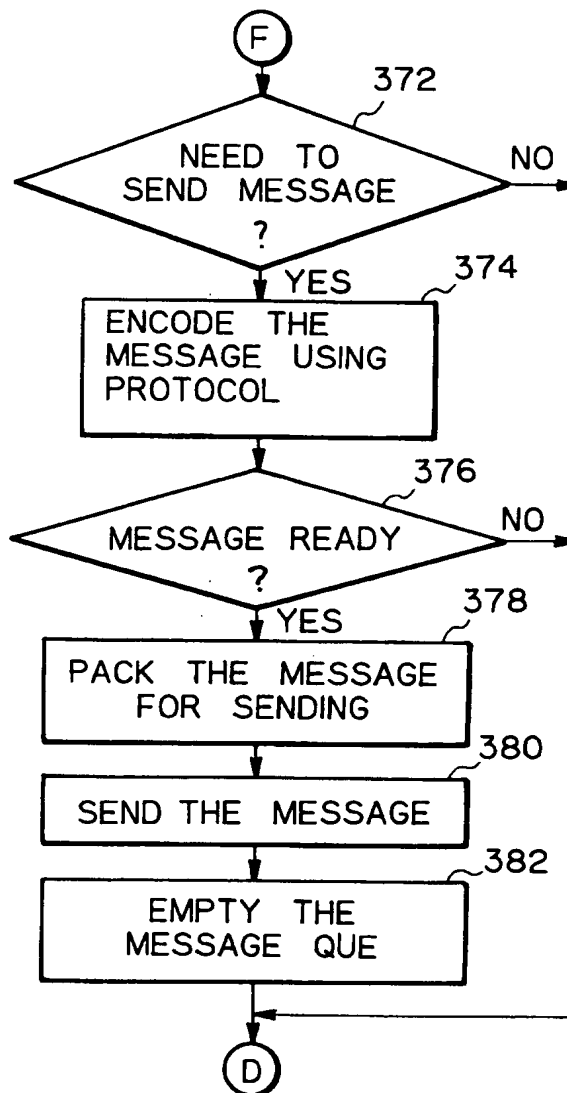 F
372
NEED TO
SEND MESSAGE
?
NO
YES
374
ENCODE THE
MESSAGE USING
PROTOCOL
376
MESSAGE READY
?
NO
YES
378
PACK THE MESSAGE
FOR SENDING
380
SEND THE MESSAGE
382
EMPTY THE
MESSAGE QUE
D